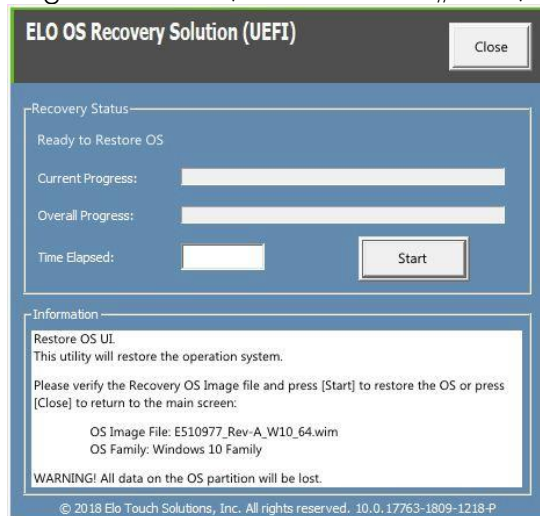 ELO OS Recovery Solution (UEFI)
Close
Recovery Status
Ready to Restore OS
Current Progress:
Overall Progress:
Time Elapsed:
Start
Information
Restore OS UI.
This utility will restore the operation system.
Please verify the Recovery OS Image file and press [Start] to restore the OS or press
[Close] to return to the main screen:
OS Image File: E510977_Rev-A_W10_64.wim
OS Family: Windows 10 Family
WARNING! All data on the OS partition will be lost.
© 2018 Elo Touch Solutions, Inc. All rights reserved. 10.0.17763-1809-1218-P